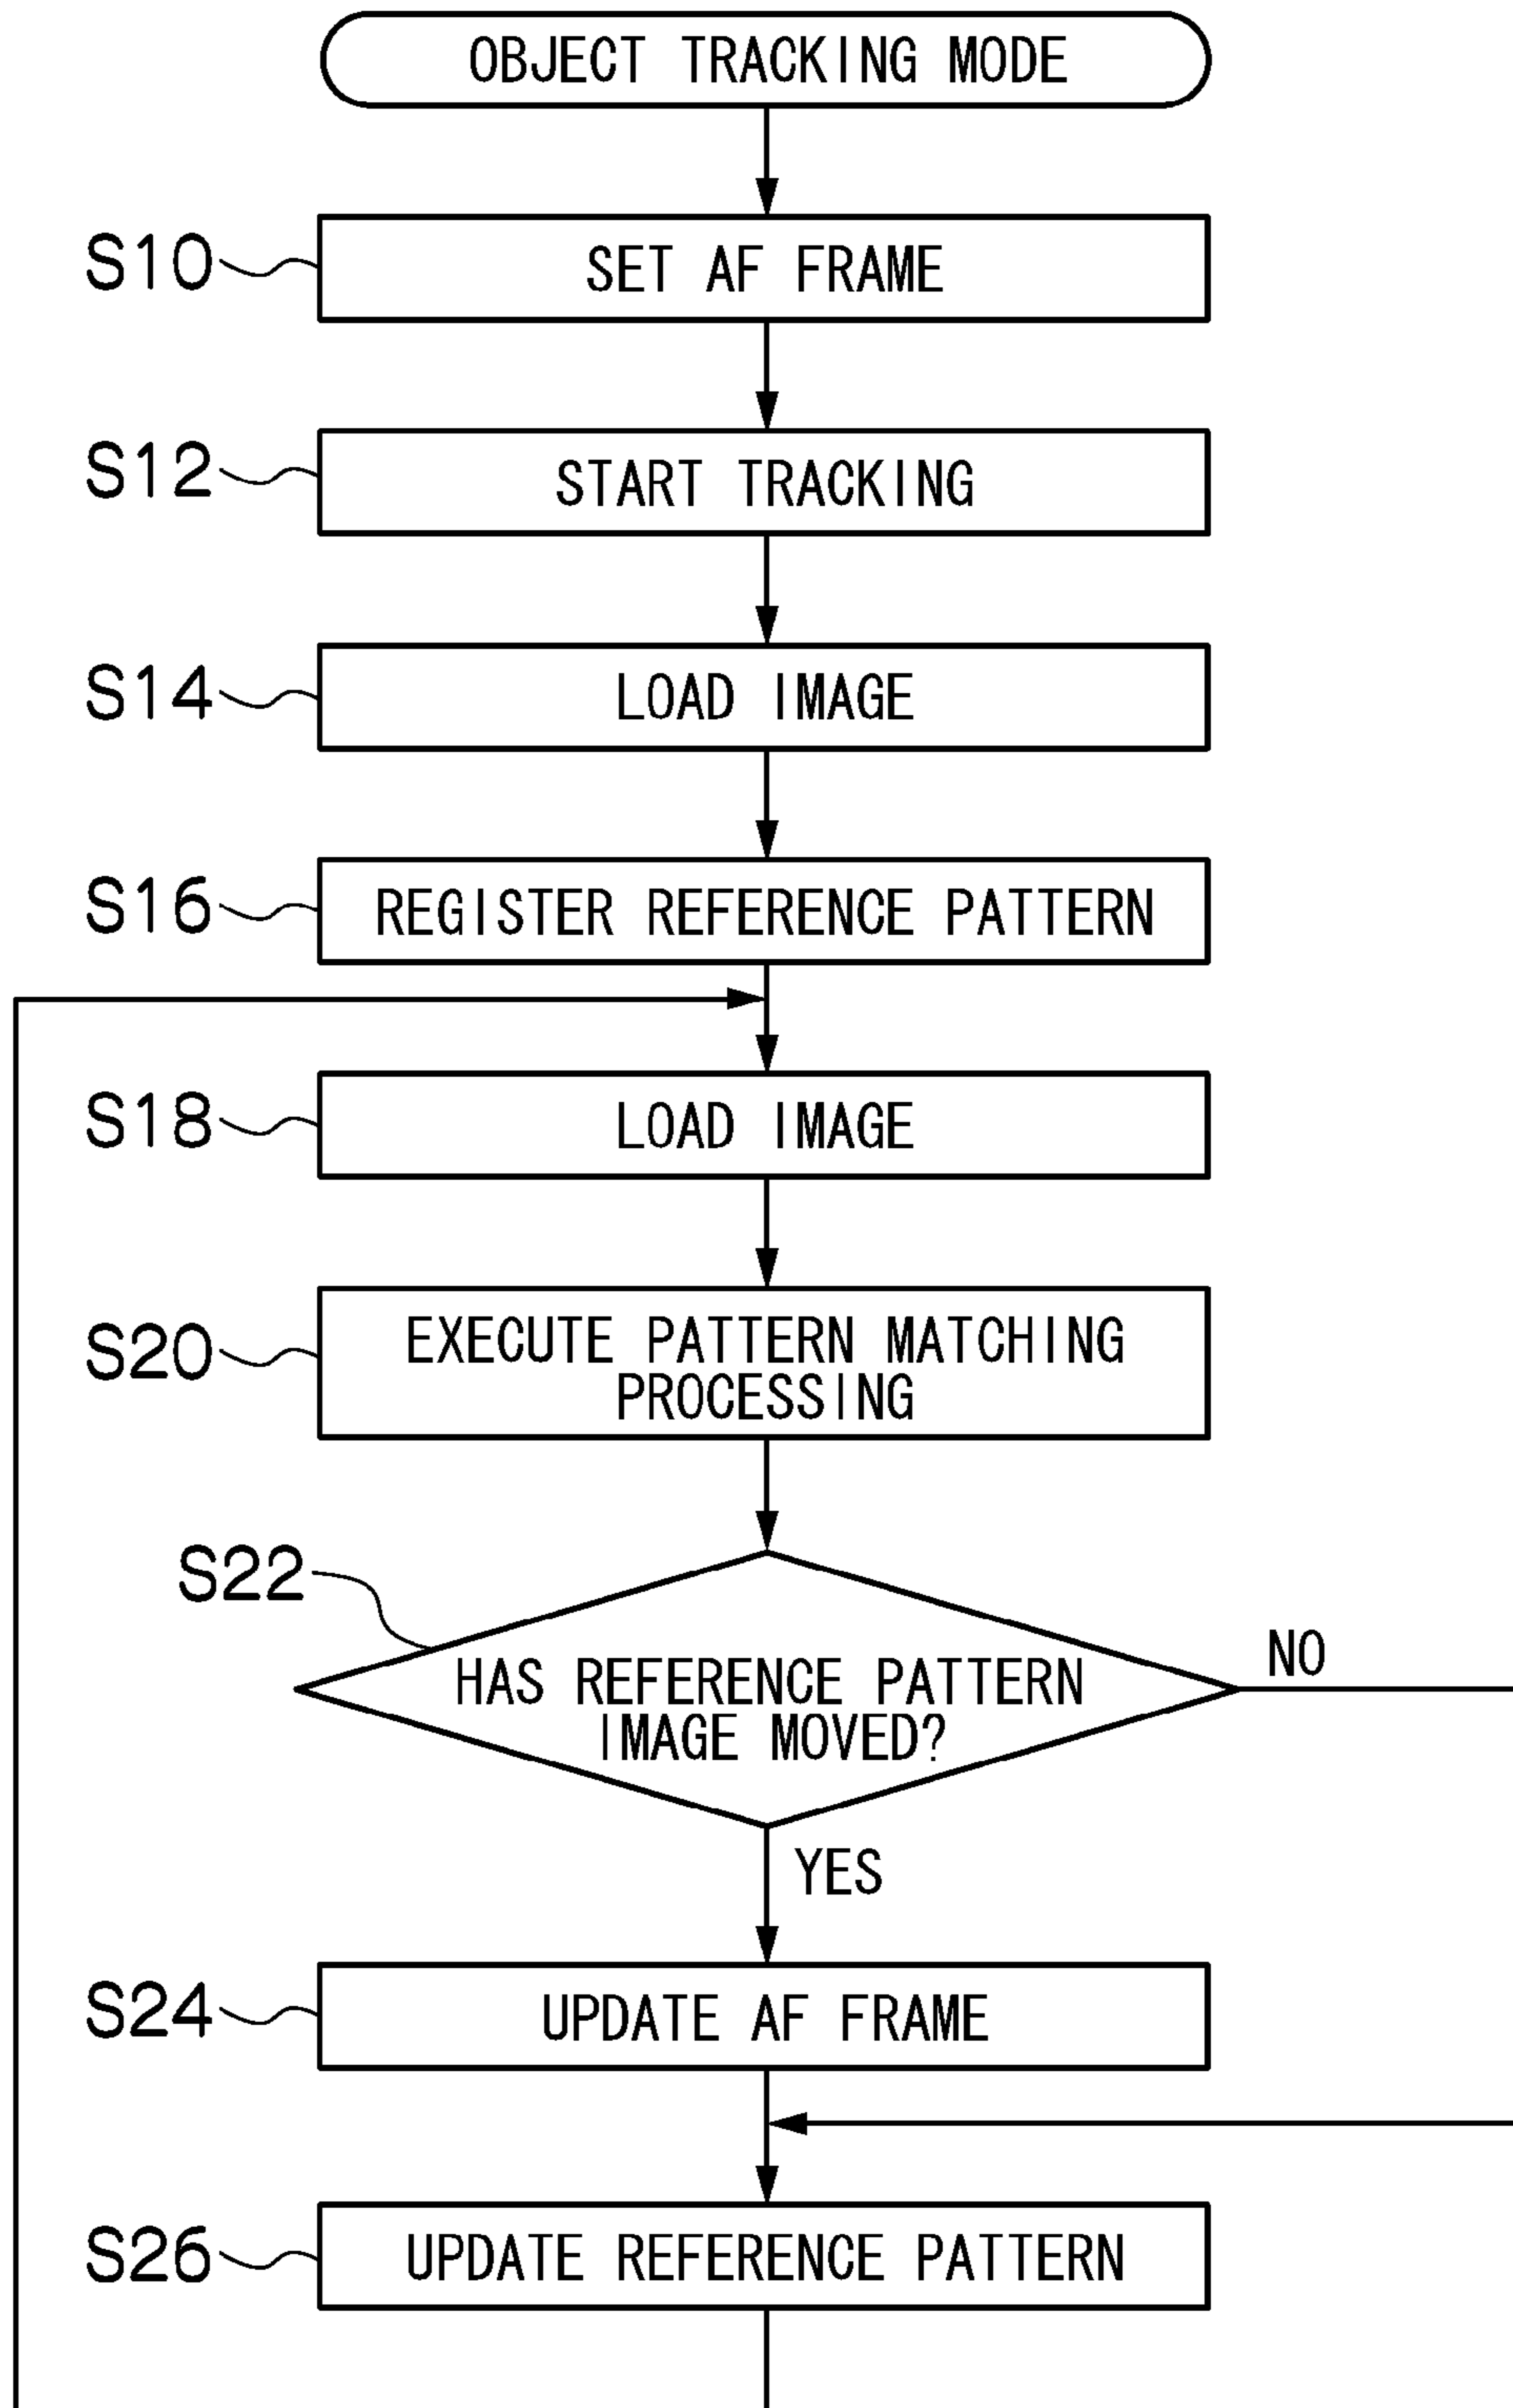 OBJECT TRACKING MODE
S10
SET AF FRAME
S12
START TRACKING
S14
LOAD IMAGE
S16
REGISTER REFERENCE PATTERN
S18
LOAD IMAGE
S20
EXECUTE PATTERN MATCHING
PROCESSING
S22
HAS REFERENCE PATTERN
IMAGE MOVED?
NO
YES
S24
UPDATE AF FRAME
S26
UPDATE REFERENCE PATTERN